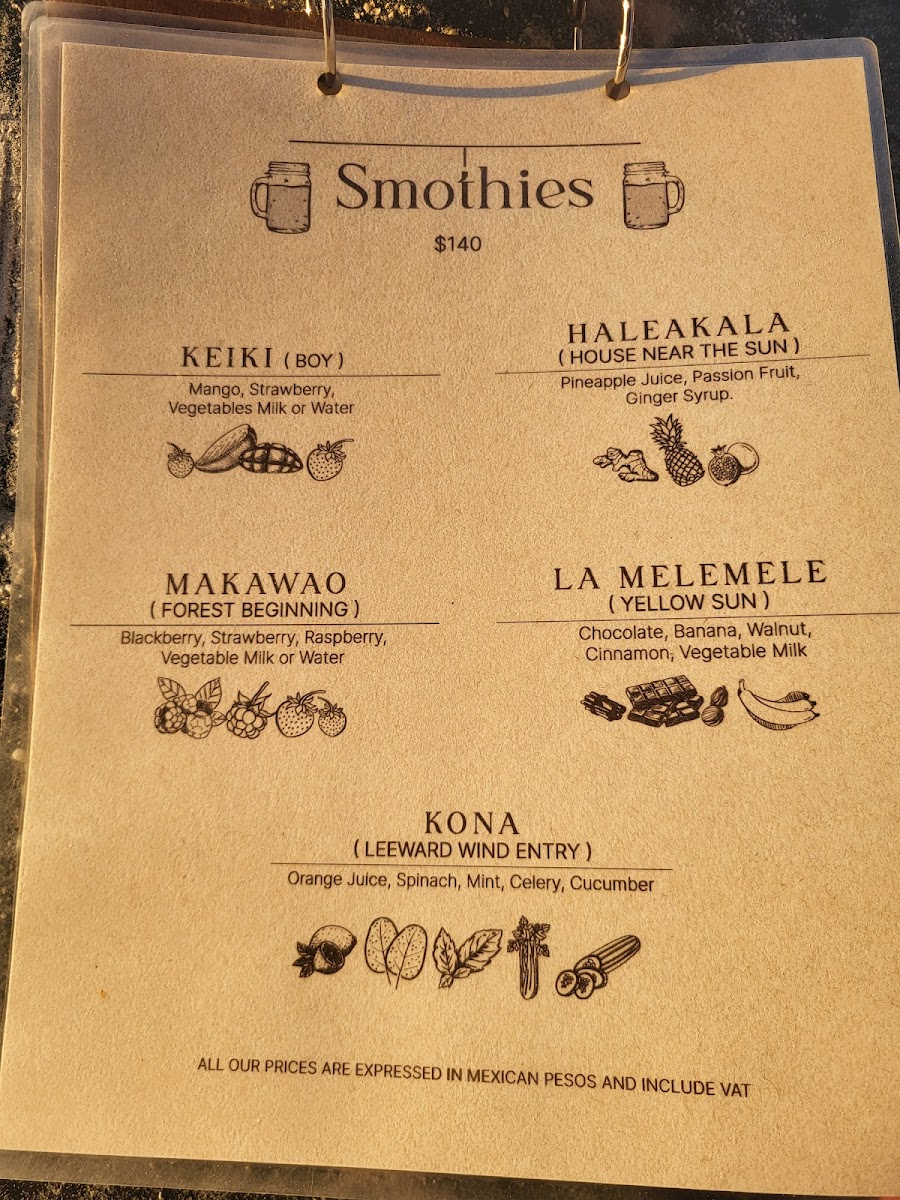 Smothies
$140
KEIKI ( BOY )
Mango, Strawberry,
Vegetables Milk or Water
HALEAKALA
( HOUSE NEAR THE SUN )
Pineapple Juice, Passion Fruit,
Ginger Syrup.
MAKAWAO
( FOREST BEGINNING )
Blackberry, Strawberry, Raspberry,
Vegetable Milk or Water
LA MELEMELE
( YELLOW SUN )
Chocolate, Banana, Walnut,
Cinnamon, Vegetable Milk
KONA
( LEEWARD WIND ENTRY )
Orange Juice, Spinach, Mint, Celery, Cucumber
ALL OUR PRICES ARE EXPRESSED IN MEXICAN PESOS AND INCLUDE VAT